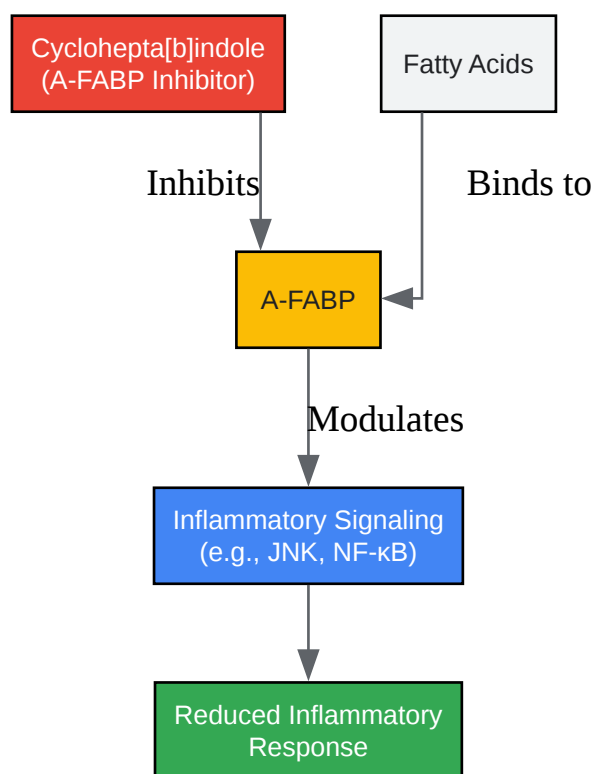 Cyclohepta[b]indole
(A-FABP Inhibitor)
Fatty Acids
Inhibits
Binds to
A-FABP
Modulates
Inflammatory Signaling
(e.g., JNK, NF-κB)
Reduced Inflammatory
Response